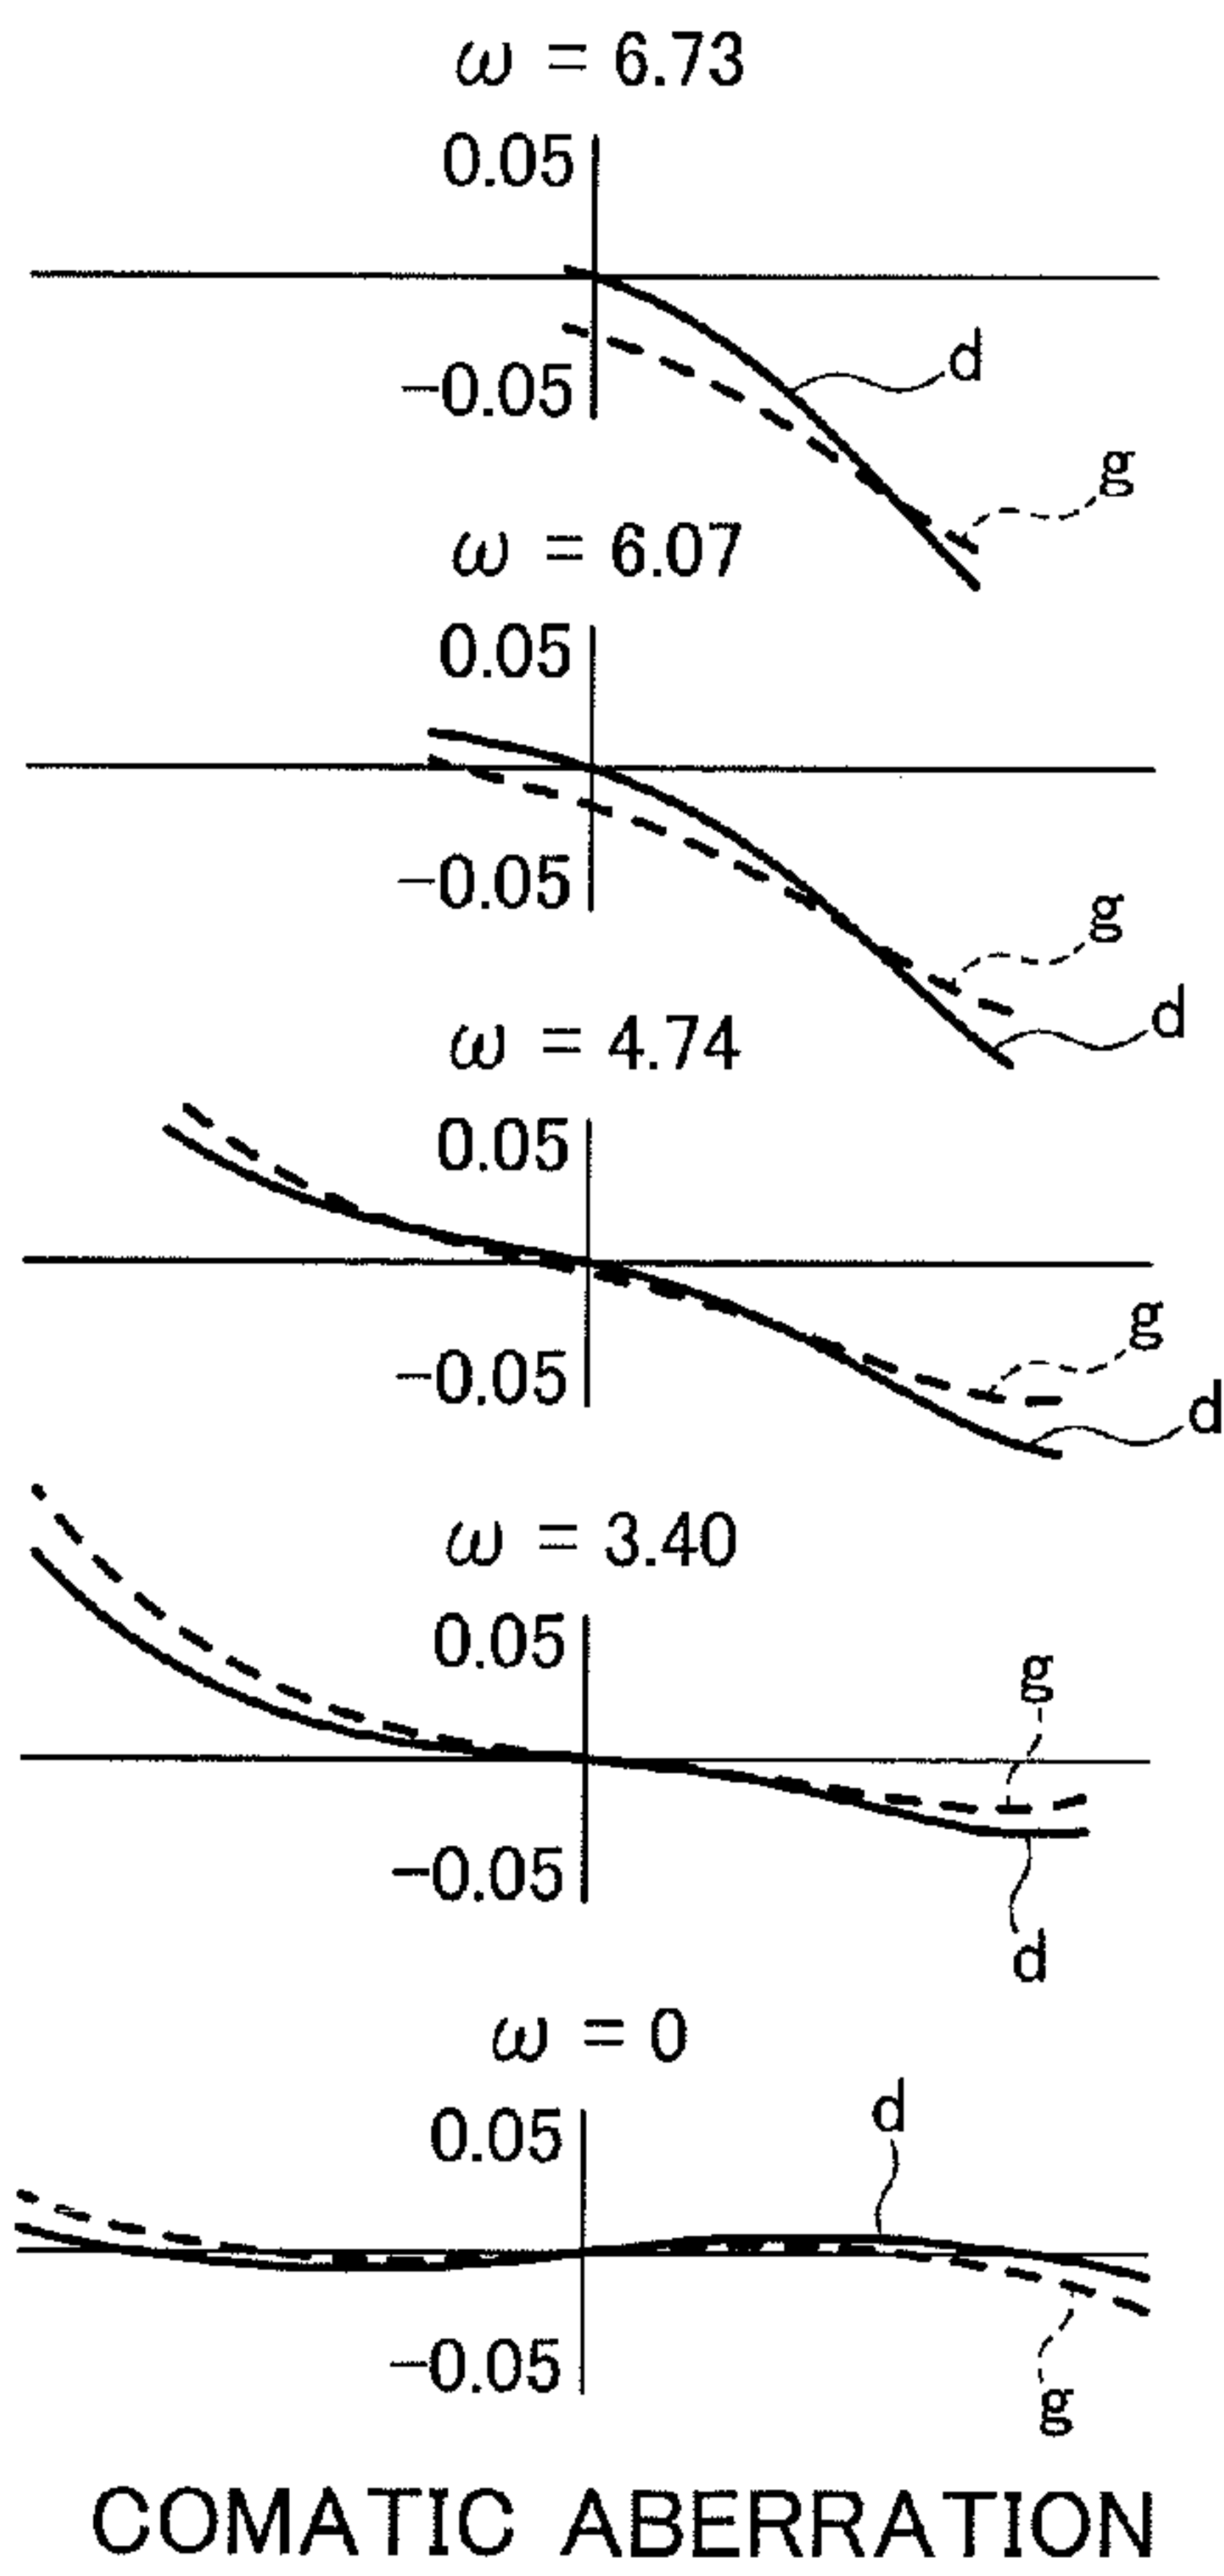 ω = 6.73
0.05
d
−0.05
g
ω = 6.07
0.05
−0.05
g
d
ω = 4.74
0.05
g
−0.05
d
ω = 3.40
0.05
g
−0.05
d
ω = 0
d
0.05
−0.05
g
COMATIC ABERRATION